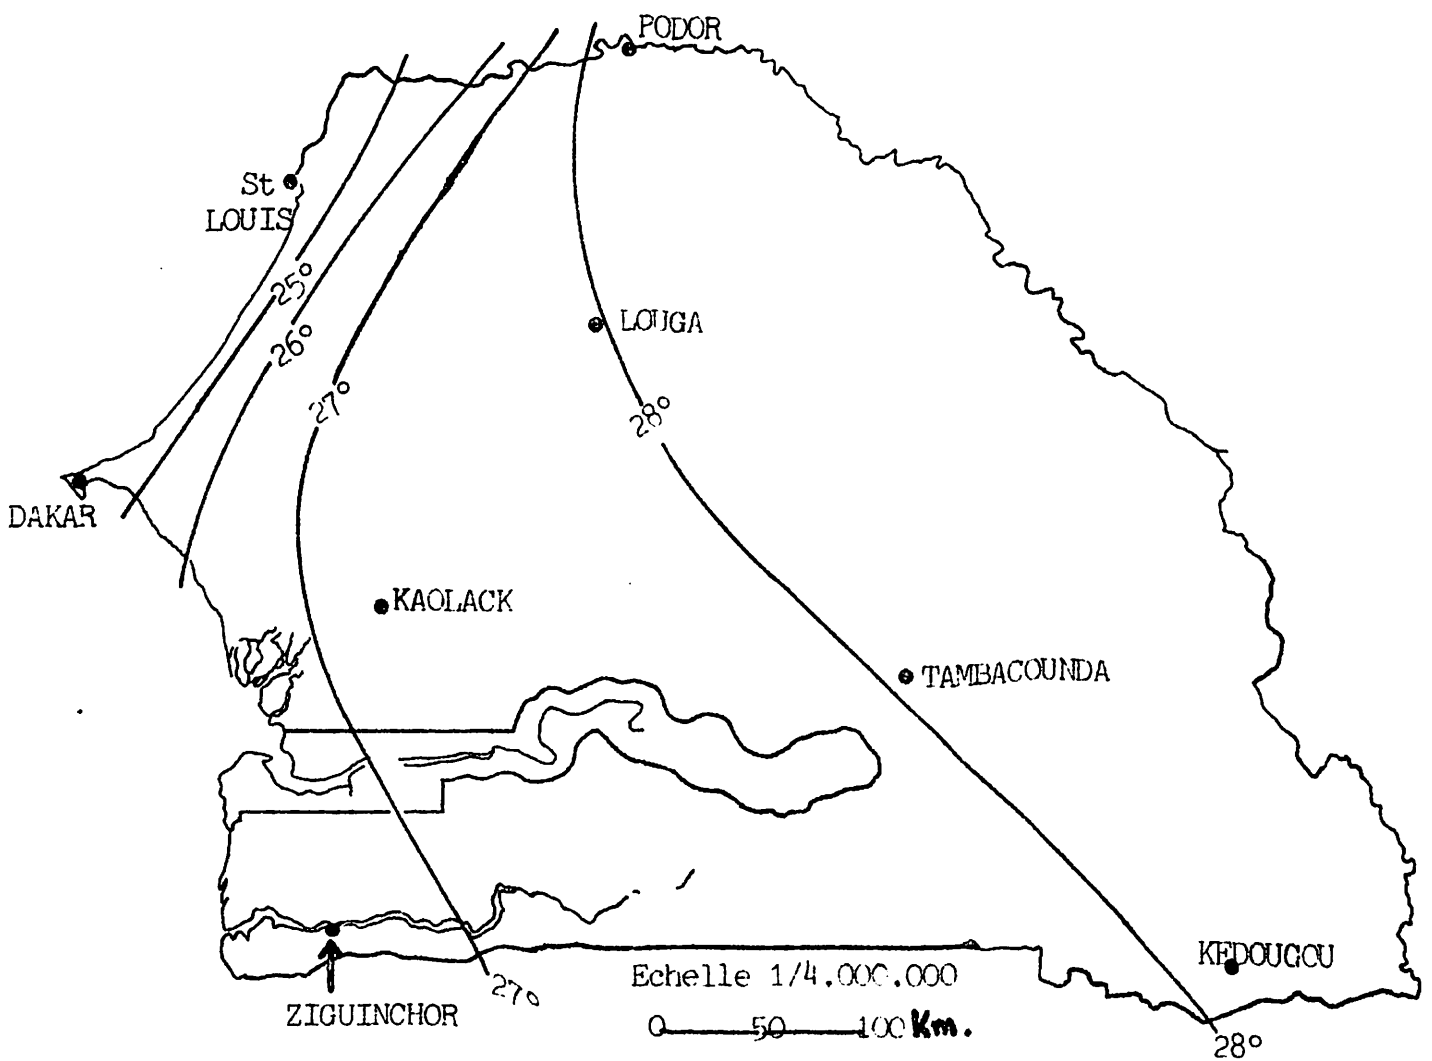 PODOR
St
LOUIS
25°
26°
27°
LOUGA
28°
DAKAR
KAOLACK
TAMBACOUNDA
KEDOUGOU
Echelle 1/4.000.000
27°
ZIGUINCHOR
0 50 100 Km.
28°